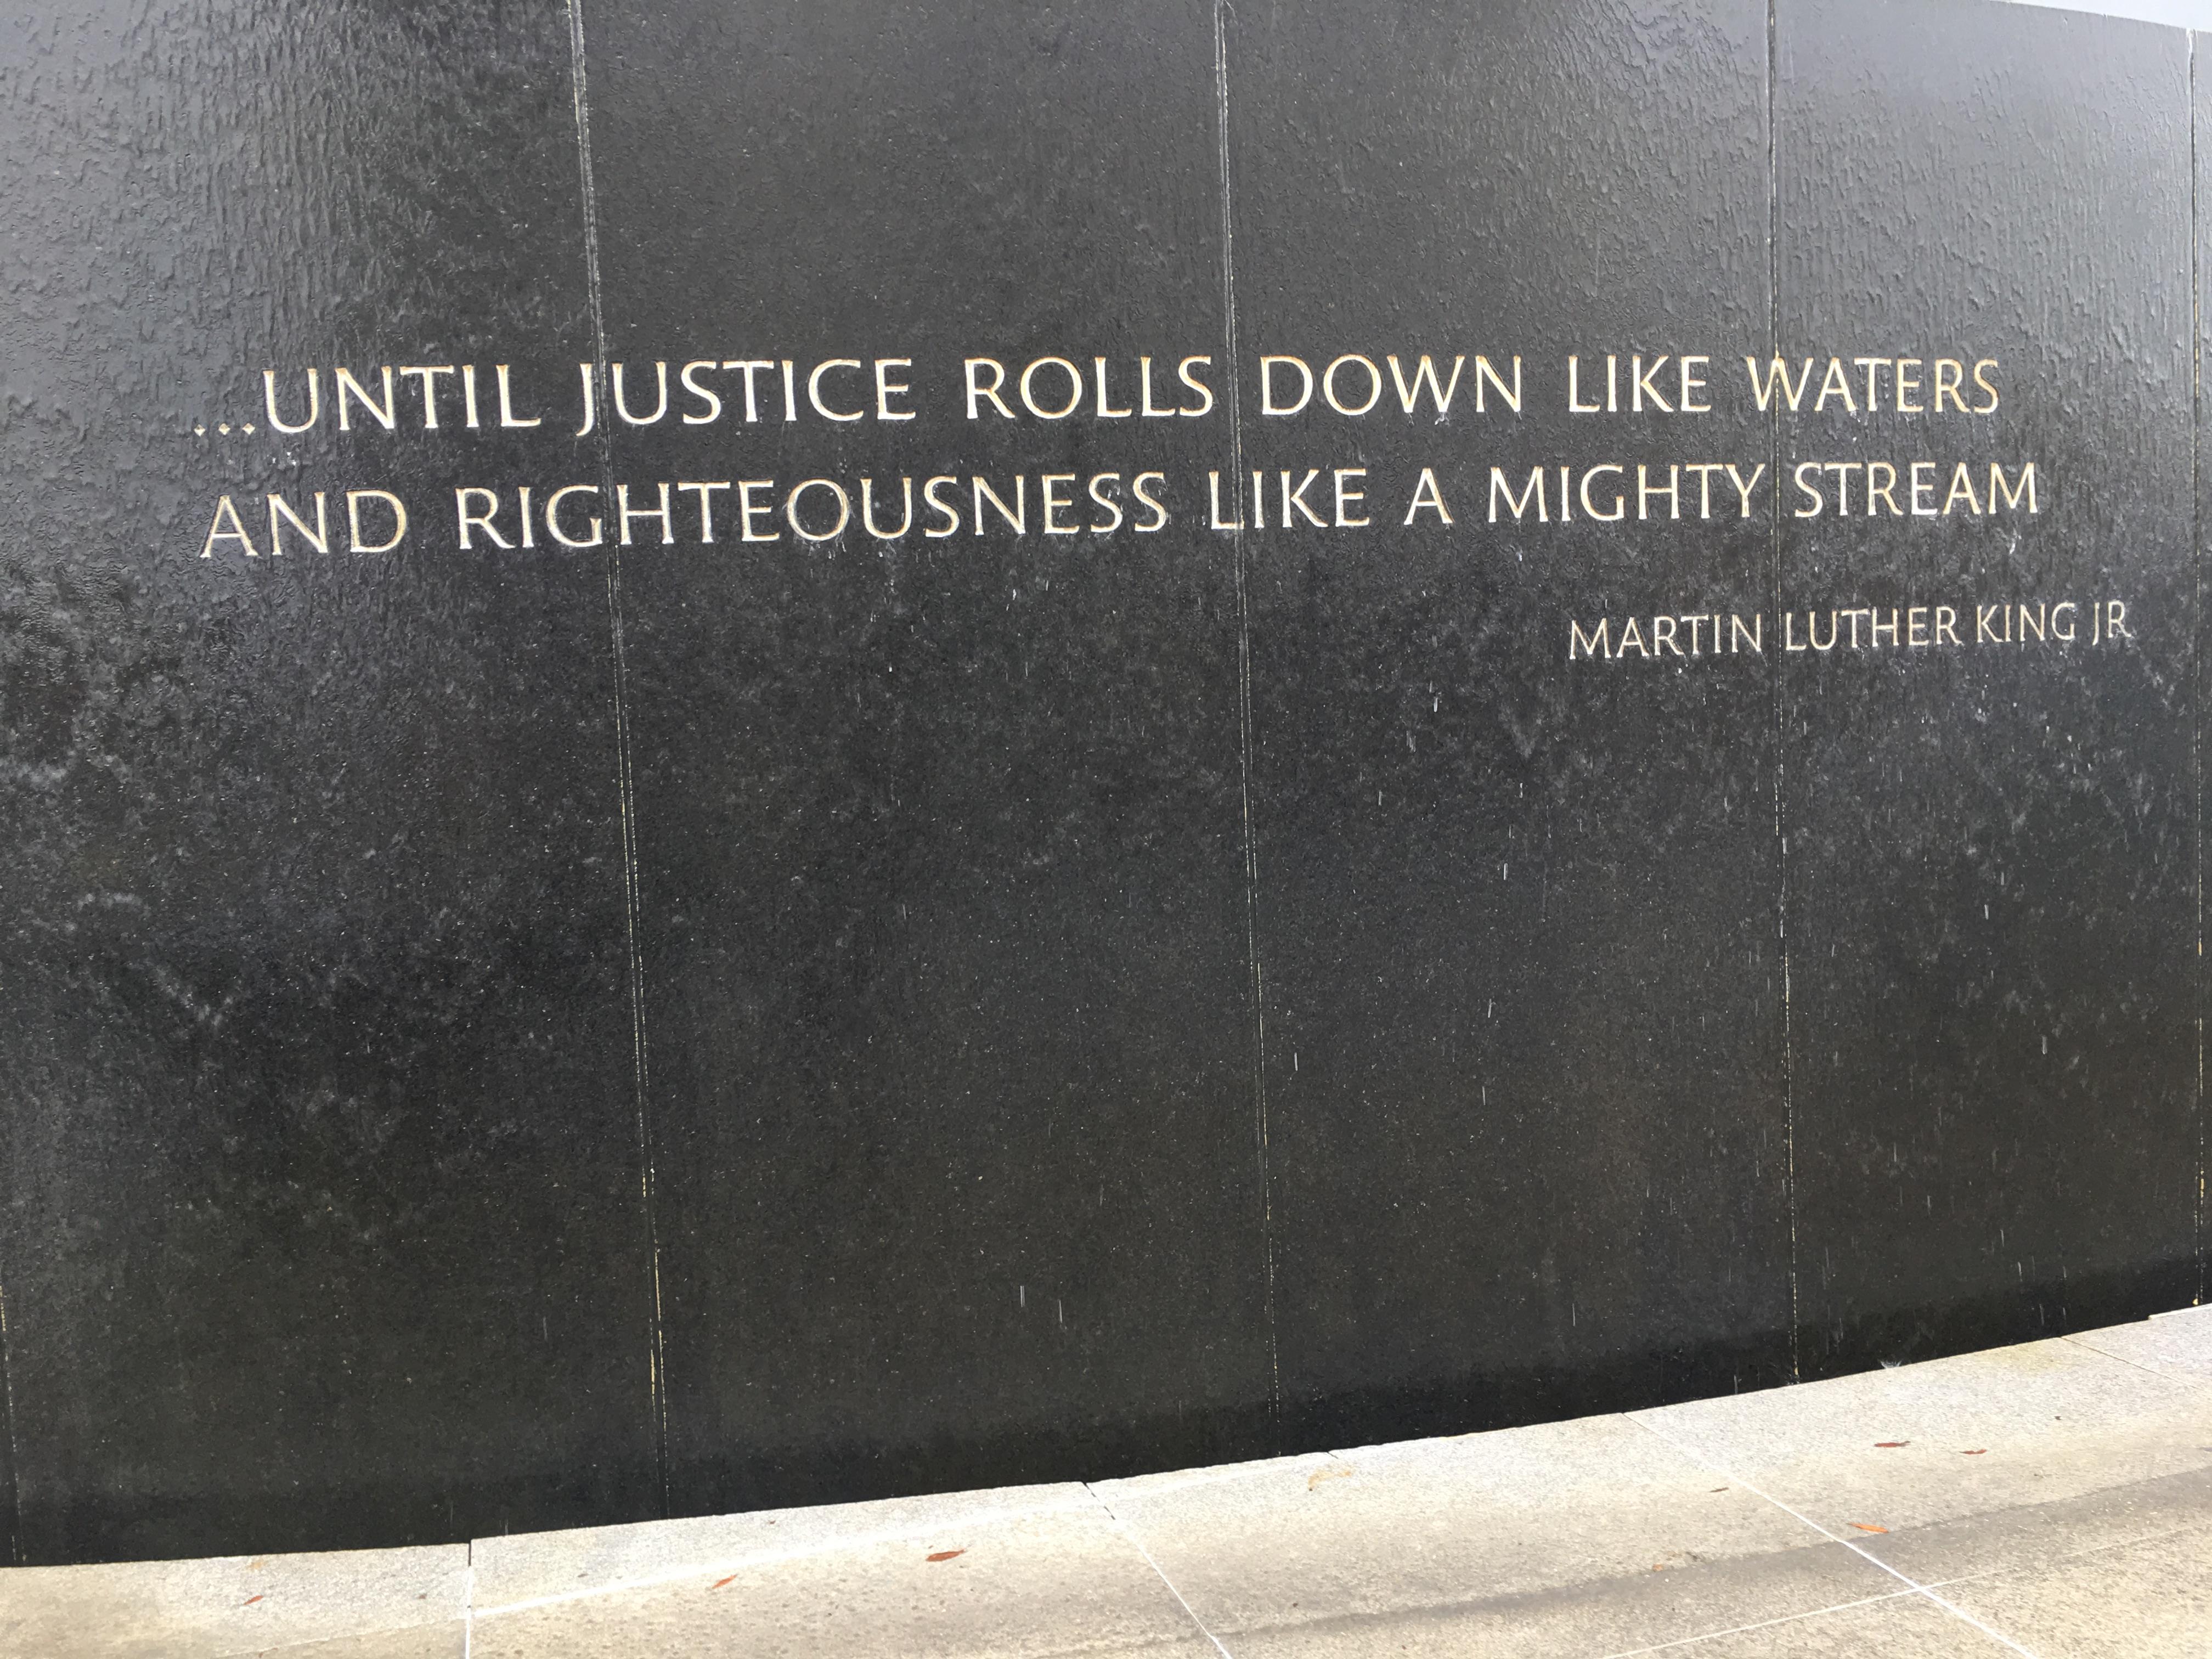 ...UNTIL JUSTICE ROLLS DOWN LIKE WATERS
AND RIGHTEOUSNESS LIKE A MIGHTY STREAM
MARTIN LUTHER KING JR